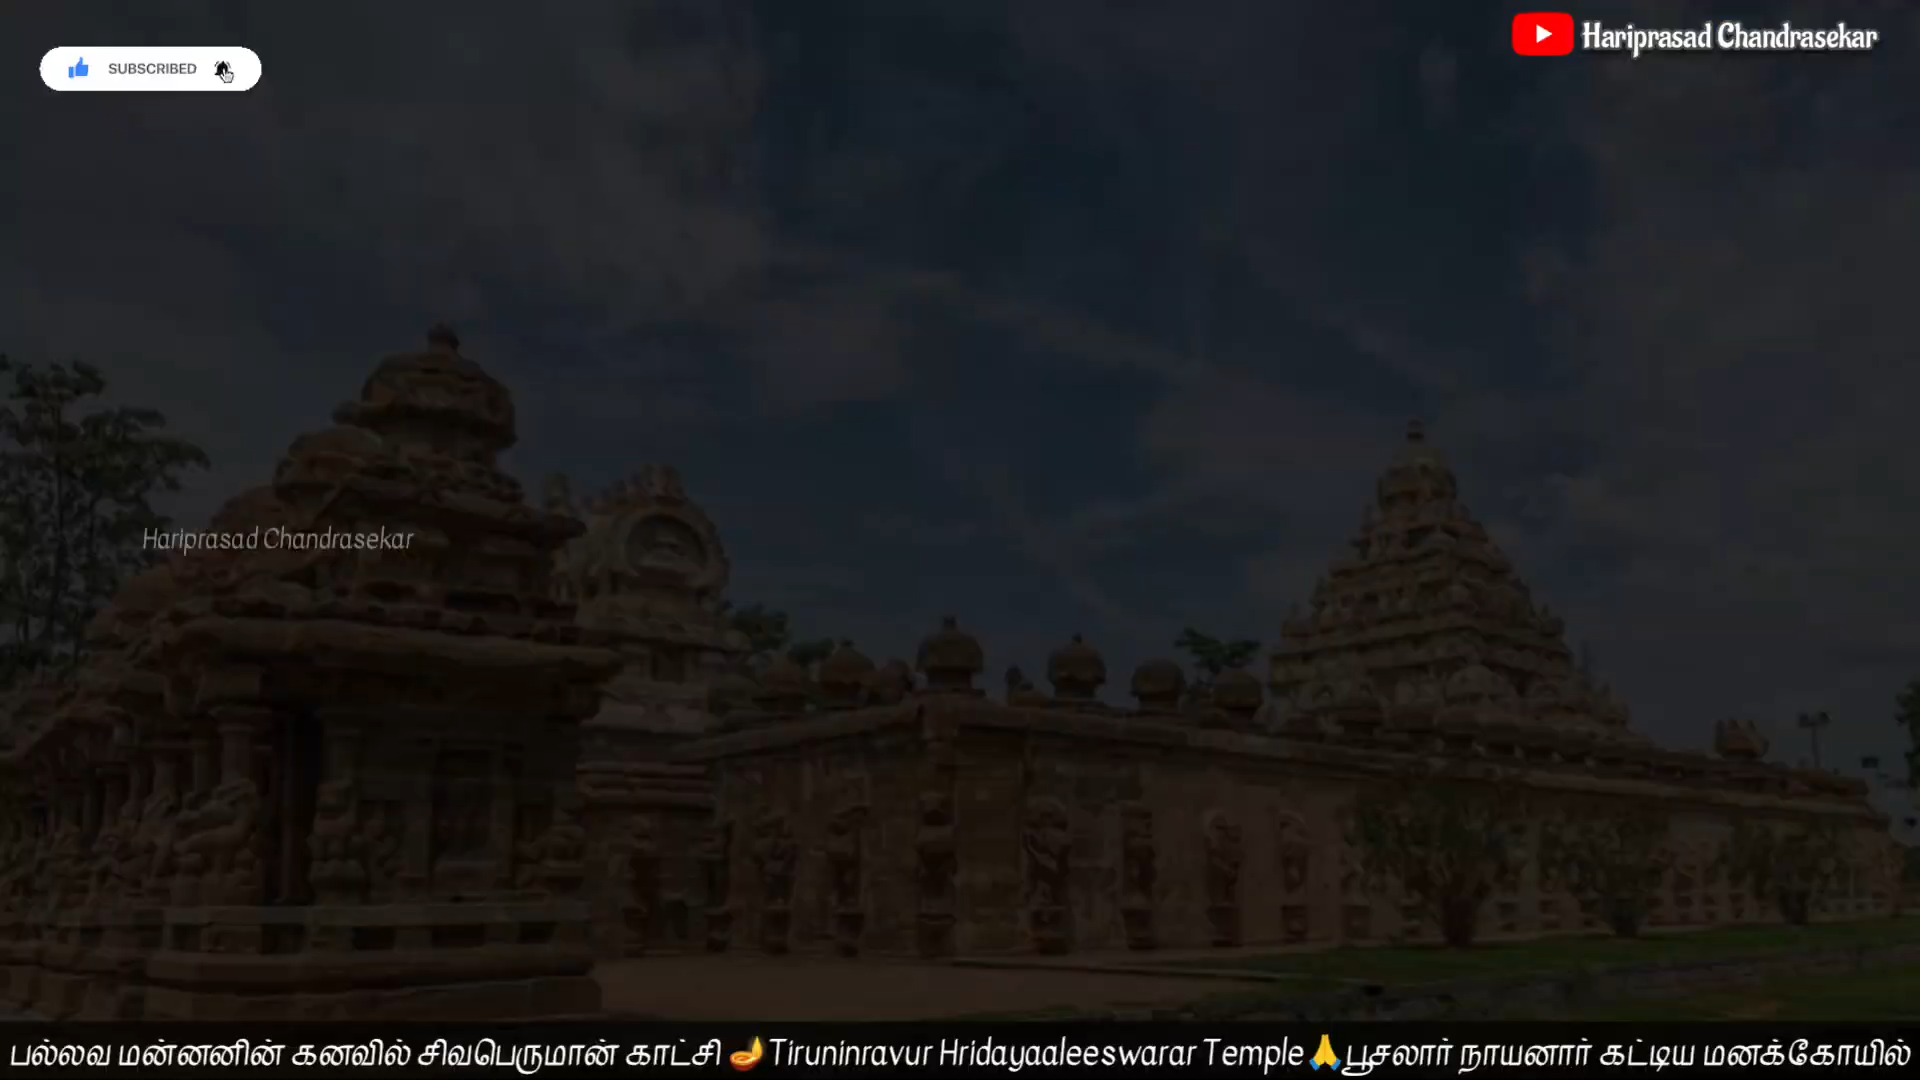 Hariprasad Chandrasekar
SUBSCRIBED
Hariprasad Chandrasekar
பல்லவ மன்னனின் கனவில் சிவபெருமான் காட்சி 🪔Tiruninravur Hridayaaleeswarar Temple🙏பூசலார் நாயனார் கட்டிய மனக்கோயில்